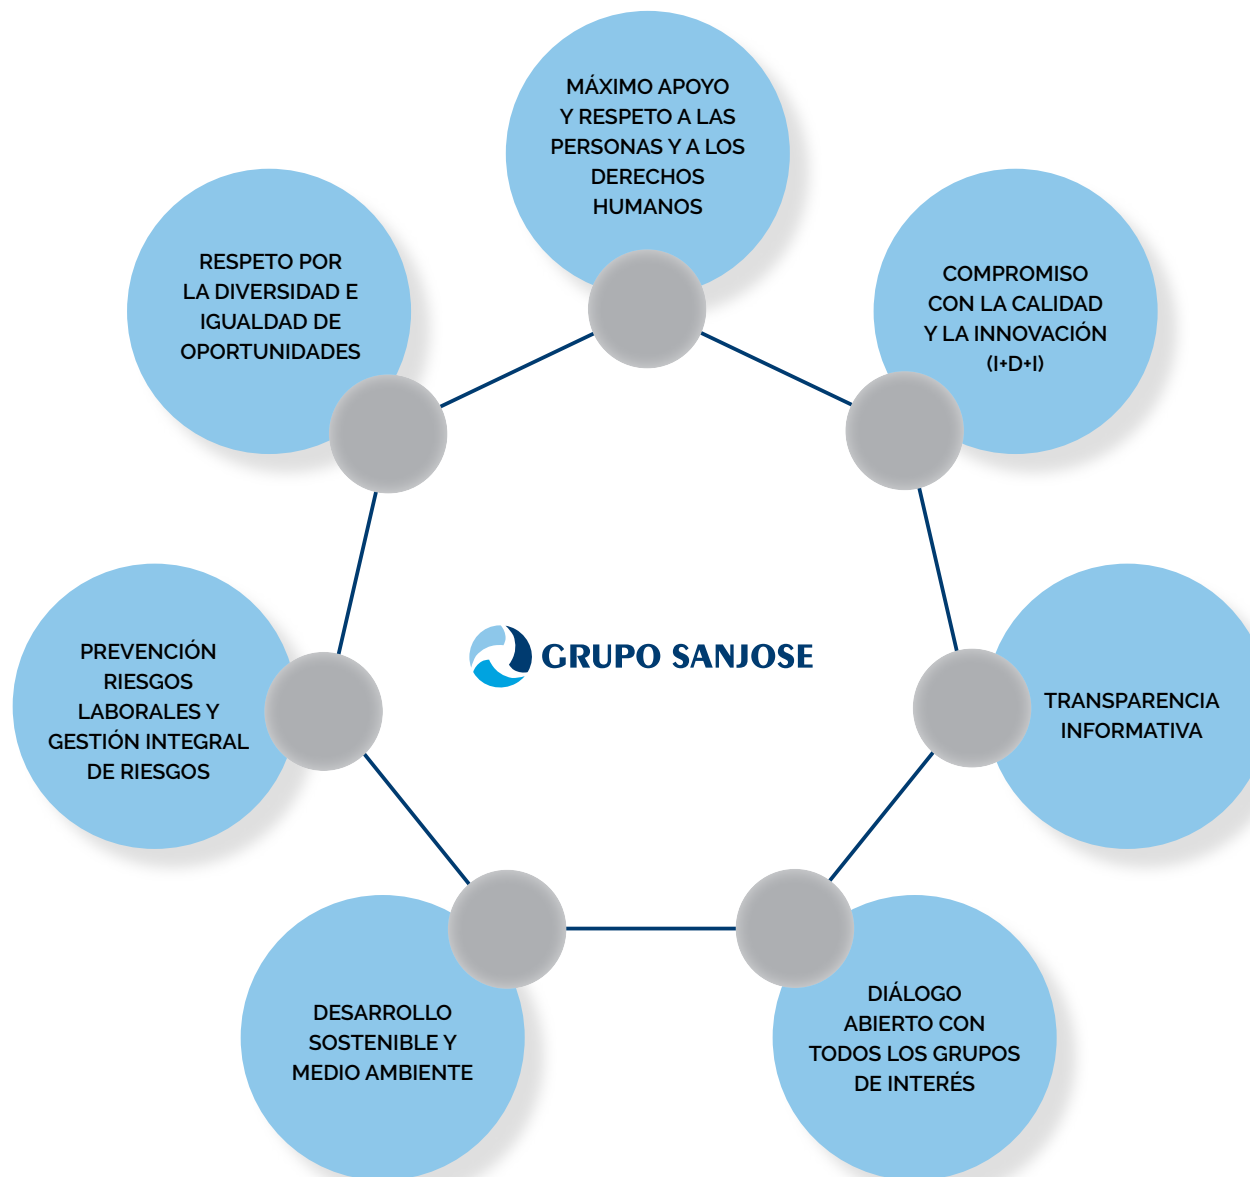 MÁXIMO APOYO
Y RESPETO A LAS
PERSONAS Y A LOS
DERECHOS
HUMANOS
RESPETO POR
LA DIVERSIDAD E
IGUALDAD DE
OPORTUNIDADES
COMPROMISO
CON LA CALIDAD
Y LA INNOVACIÓN
(I+D+I)
PREVENCIÓN
RIESGOS
LABORALES Y
GESTIÓN INTEGRAL
DE RIESGOS
GRUPO SANJOSE
TRANSPARENCIA
INFORMATIVA
DESARROLLO
SOSTENIBLE Y
MEDIO AMBIENTE
DIÁLOGO
ABIERTO CON
TODOS LOS GRUPOS
DE INTERÉS